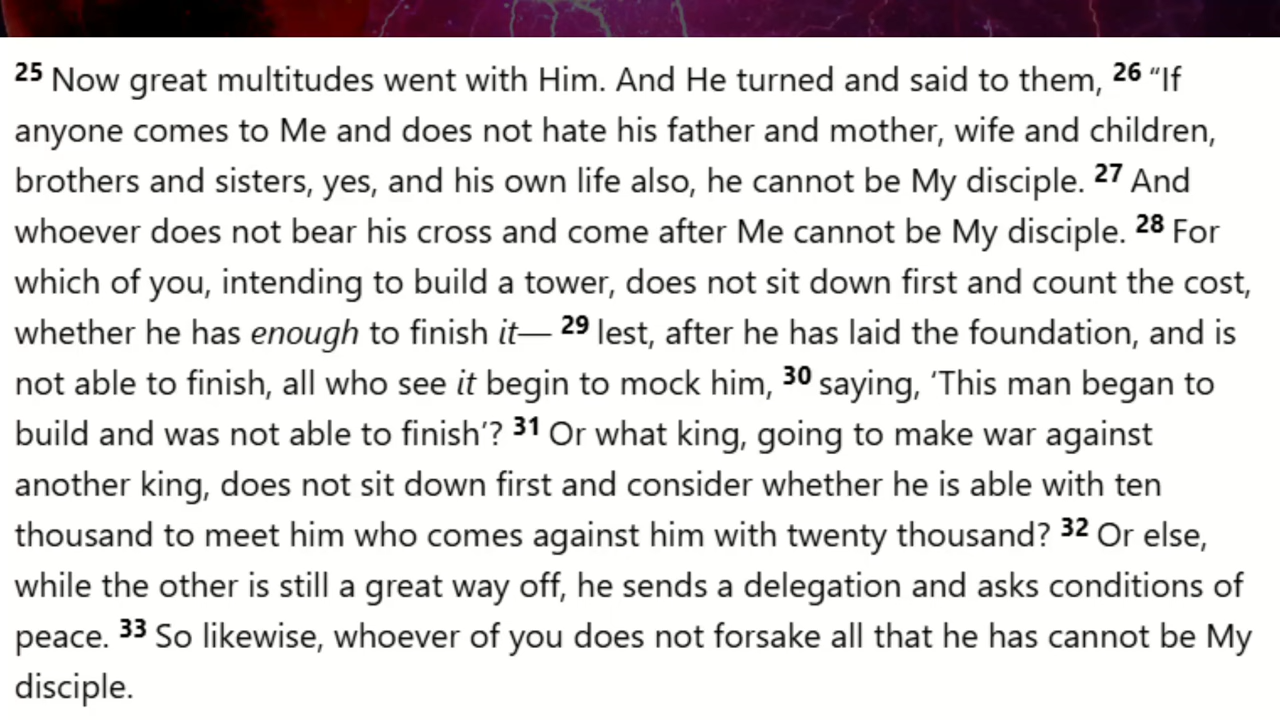 25 Now great multitudes went with Him. And He turned and said to them, 26 “If
anyone comes to Me and does not hate his father and mother, wife and children,
brothers and sisters, yes, and his own life also, he cannot be My disciple. 27 And
whoever does not bear his cross and come after Me cannot be My disciple. 28 For
which of you, intending to build a tower, does not sit down first and count the cost,
whether he has enough to finish it— 29 lest, after he has laid the foundation, and is
not able to finish, all who see it begin to mock him, 30 saying, ‘This man began to
build and was not able to finish’? 31 Or what king, going to make war against
another king, does not sit down first and consider whether he is able with ten
thousand to meet him who comes against him with twenty thousand? 32 Or else,
while the other is still a great way off, he sends a delegation and asks conditions of
peace. 33 So likewise, whoever of you does not forsake all that he has cannot be My
disciple.